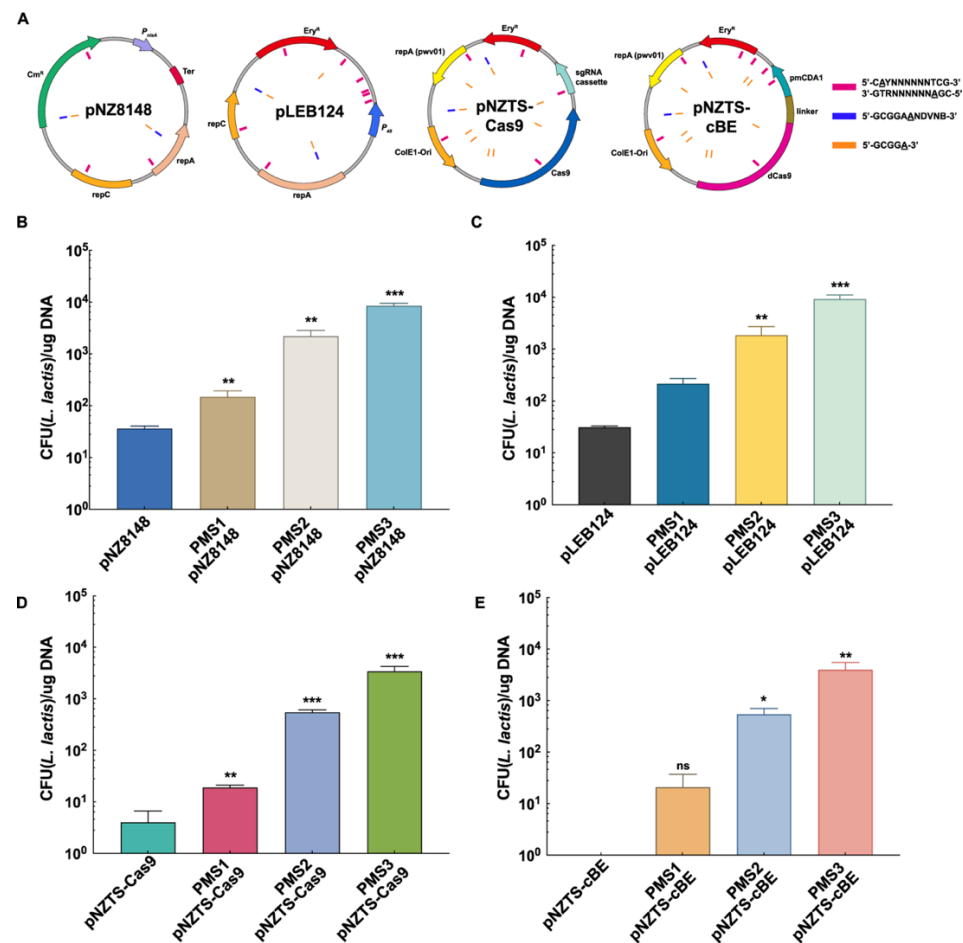 A
P_nisA
Cm^R
Ter
pNZ8148
repA
repC
Ery^R
repC
pLEB124
P_45
repA
Ery^R
repA (pwv01)
sgRNA
cassette
pNZTS-
Cas9
ColE1-Ori
Cas9
Ery^R
repA (pwv01)
pmCDA1
linker
pNZTS-
cBE
ColE1-Ori
dCas9
5'-CAYNNNNNNTCG-3'
3'-GTRNNNNNNAGC-5'
5'-GCGGAANDVNB-3'
5'-GCGGA-3'
B
CFU(L. lactis)/ug DNA
10^5
10^4
10^3
10^2
10^1
10^0
**
**
***
pNZ8148
PMS1
pNZ8148
PMS2
pNZ8148
PMS3
pNZ8148
C
CFU(L. lactis)/ug DNA
10^5
10^4
10^3
10^2
10^1
10^0
**
***
pLEB124
PMS1
pLEB124
PMS2
pLEB124
PMS3
pLEB124
D
CFU(L. lactis)/ug DNA
10^5
10^4
10^3
10^2
10^1
10^0
**
***
***
pNZTS-Cas9
PMS1
pNZTS-Cas9
PMS2
pNZTS-Cas9
PMS3
pNZTS-Cas9
E
CFU(L. lactis)/ug DNA
10^5
10^4
10^3
10^2
10^1
10^0
ns
*
**
pNZTS-cBE
PMS1
pNZTS-cBE
PMS2
pNZTS-cBE
PMS3
pNZTS-cBE